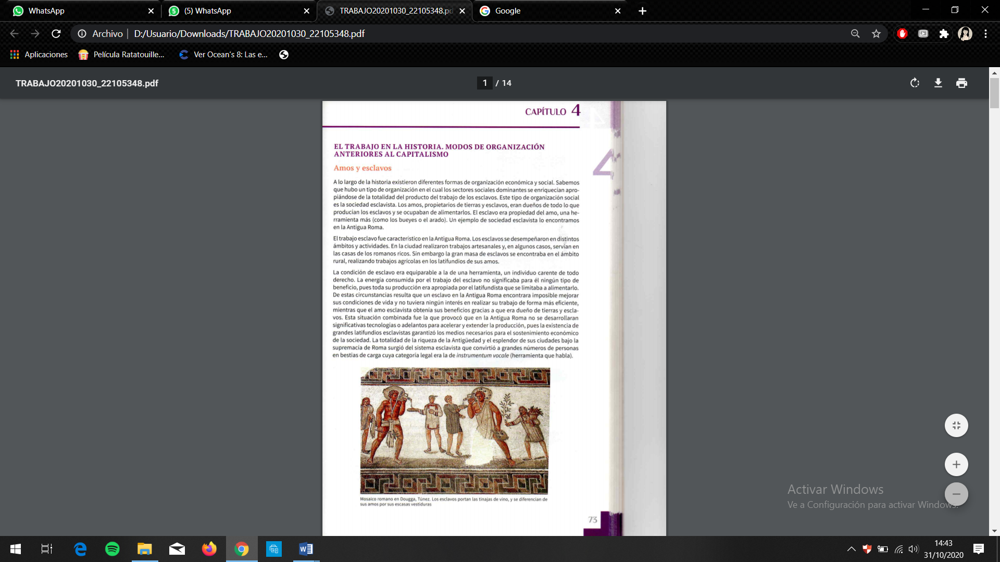 WhatsApp
(5) WhatsApp
TRABAJO20201030_22105348.pd
Google
Archivo
D:/Usuario/Downloads/TRABAJO20201030_22105348.pdf
Aplicaciones
Película Ratatouille...
Ver Ocean's 8: Las e...
TRABAJO20201030_22105348.pdf
1 / 14
CAPÍTULO 4
EL TRABAJO EN LA HISTORIA. MODOS DE ORGANIZACIÓN
ANTERIORES AL CAPITALISMO
Amos y esclavos
A lo largo de la historia existieron diferentes formas de organización económica y social. Sabemos
que hubo un tipo de organización en el cual los sectores sociales dominantes se enriquecían apro-
piándose de la totalidad del producto del trabajo de los esclavos. Este tipo de organización social
es la sociedad esclavista. Los amos, propietarios de tierras y esclavos, eran dueños de todo lo que
producían los esclavos y se ocupaban de alimentarlos. El esclavo era propiedad del amo, una he-
rramienta más (como los bueyes o el arado). Un ejemplo de sociedad esclavista lo encontramos
en la Antigua Roma.
El trabajo esclavo fue característico en la Antigua Roma. Los esclavos se desempeñaron en distintos
ámbitos y actividades. En la ciudad realizaron trabajos artesanales y, en algunos casos, servían en
las casas de los romanos ricos. Sin embargo la gran masa de esclavos se encontraba en el ámbito
rural, realizando trabajos agrícolas en los latifundios de sus amos.
La condición de esclavo era equiparable a la de una herramienta, un individuo carente de todo
derecho. La energía consumida por el trabajo del esclavo no significaba para él ningún tipo de
beneficio, pues toda su producción era apropiada por el latifundista que se limitaba a alimentarlo.
De estas circunstancias resulta que un esclavo en la Antigua Roma encontrara imposible mejorar
sus condiciones de vida y no tuviera ningún interés en realizar su trabajo de forma más eficiente,
mientras que el amo esclavista obtenía sus beneficios gracias a que era dueño de tierras y escla-
vos. Esta situación combinada fue la que provocó que en la Antigua Roma no se desarrollaran
significativas tecnologías o adelantos para acelerar y extender la producción, pues la existencia de
grandes latifundios esclavistas garantizó los medios necesarios para el sostenimiento económico
de la sociedad. La totalidad de la riqueza de la Antigüedad y el esplendor de sus ciudades bajo la
supremacía de Roma surgió del sistema esclavista que convirtió a grandes números de personas
en bestias de carga cuya categoría legal era la de instrumentum vocale (herramienta que habla).
Mosaico romano en Dougga, Túnez. Los esclavos portan las tinajas de vino, y se diferencian de
sus amos por sus escasas vestiduras
73
Activar Windows
Ve a Configuración para activar Windows.
14:43
31/10/2020